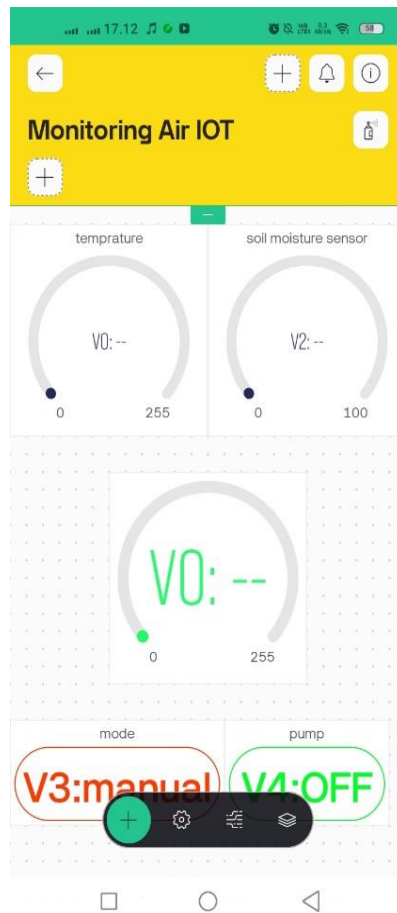 17.12
58
Monitoring Air IOT
temprature
soil moisture sensor
V0: --
V2: --
0 255
0 100
V0: --
0 255
mode
pump
V3:manual
V4:OFF